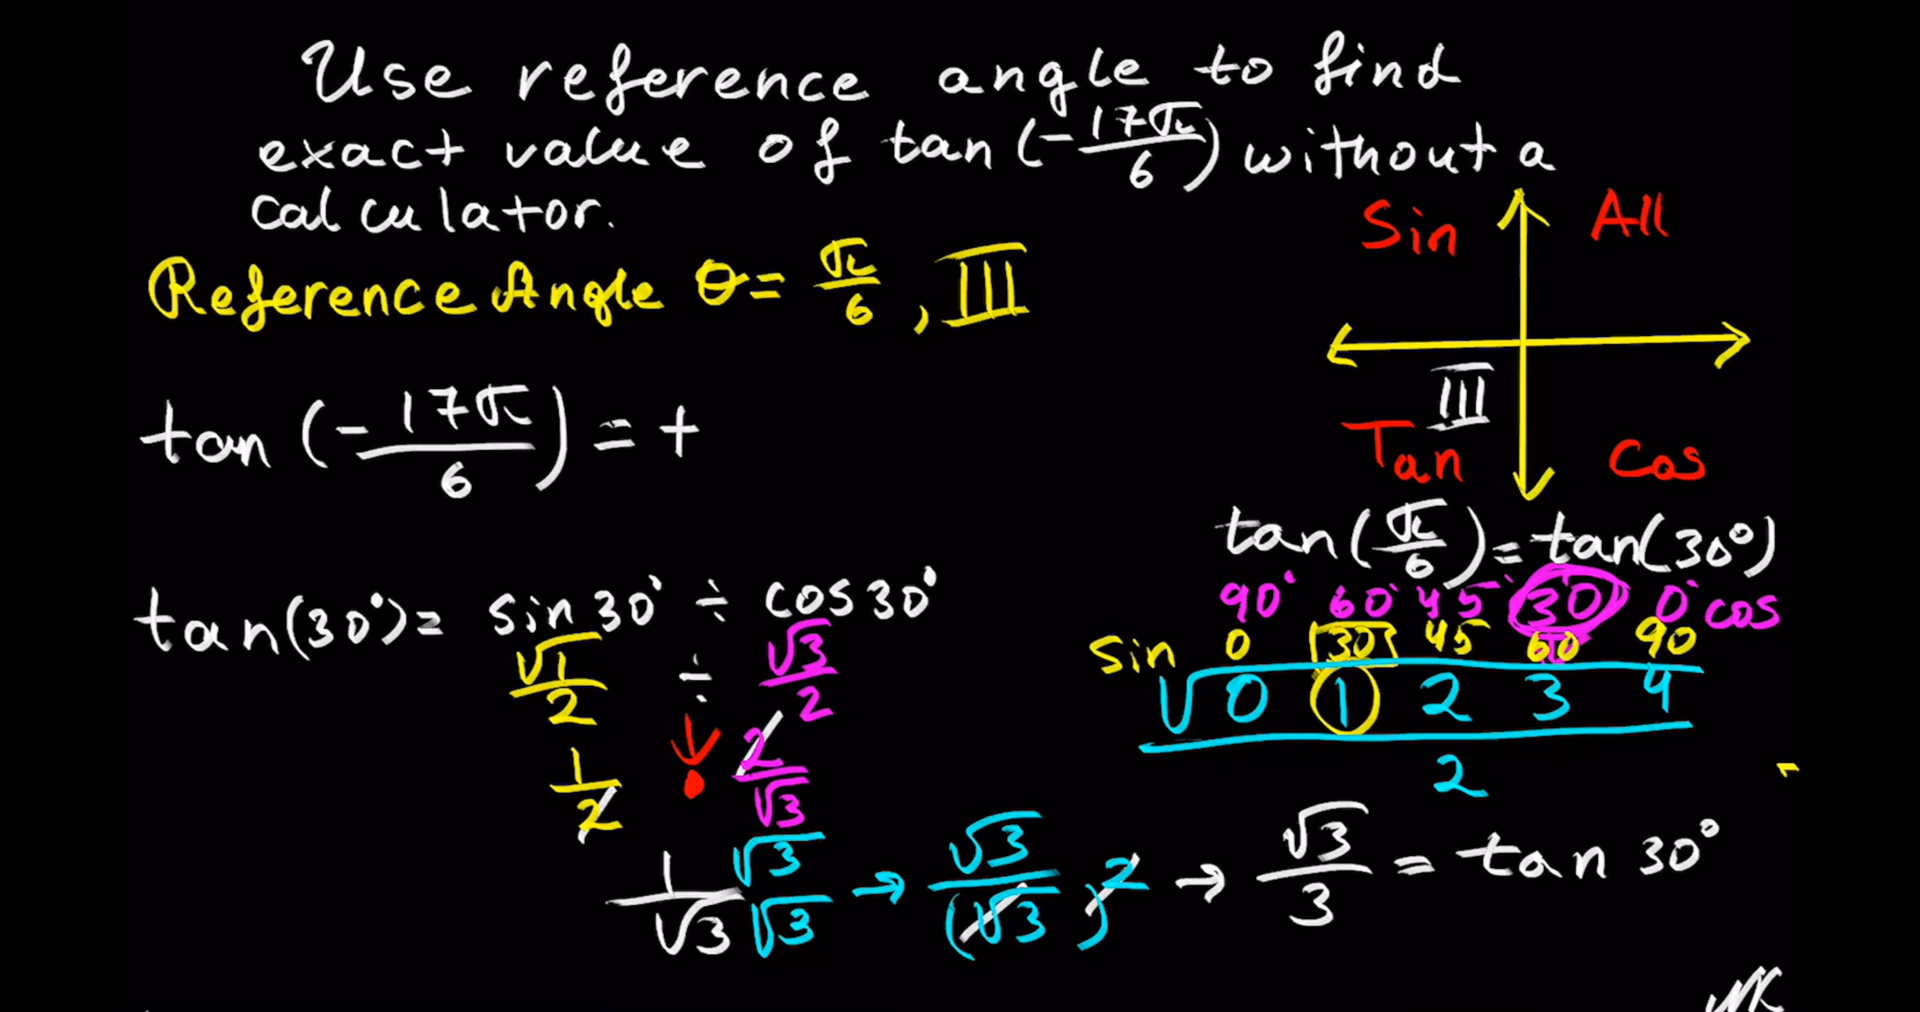 Use reference angle to find
exact value of tan(-17π/6) without a
calculator.
Sin All
Reference Angle θ = π/6, III
III
Tan Cos
tan(-17π/6) = +
tan(π/6) = tan(30°)
90° 60° 45° 30 0° cos
tan(30°) = sin 30° ÷ cos 30°
sin 0 30 45 60 90
√1/2 ÷ √3/2
√0 1 2 3 4
2
1/2 • 2/√3
1/√3 √3/√3 → √3/(√3)² → √3/3 = tan 30°